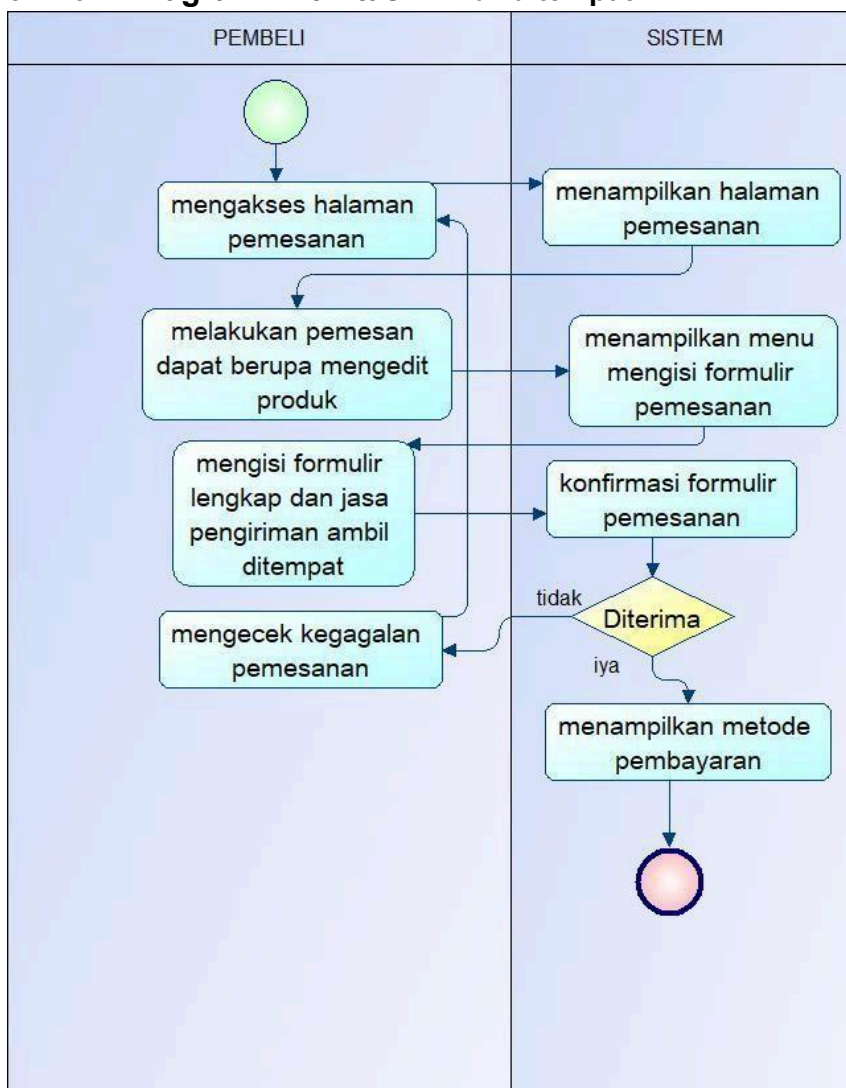 PEMBELI
SISTEM
mengakses halaman
pemesanan
menampilkan halaman
pemesanan
melakukan pemesan
dapat berupa mengedit
produk
menampilkan menu
mengisi formulir
pemesanan
mengisi formulir
lengkap dan jasa
pengiriman ambil
ditempat
konfirmasi formulir
pemesanan
Diterima
tidak
iya
mengecek kegagalan
pemesanan
menampilkan metode
pembayaran